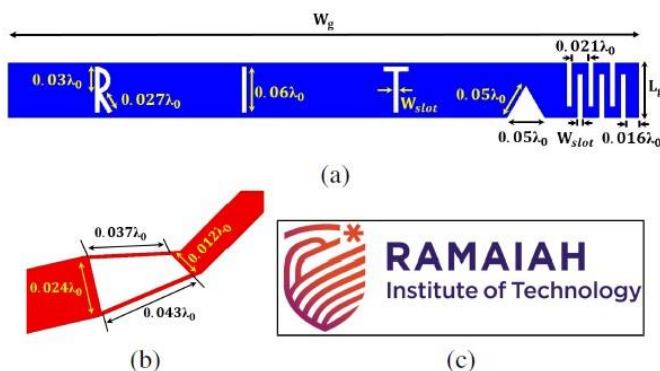 W_g
R I T
0.03λ₀
0.027λ₀
0.06λ₀
W_slot
0.05λ₀
0.05λ₀
0.021λ₀
W_slot
0.016λ₀
L_g
(a)
0.037λ₀
0.012λ₀
0.024λ₀
0.043λ₀
(b)
RAMAIAH
Institute of Technology
(c)